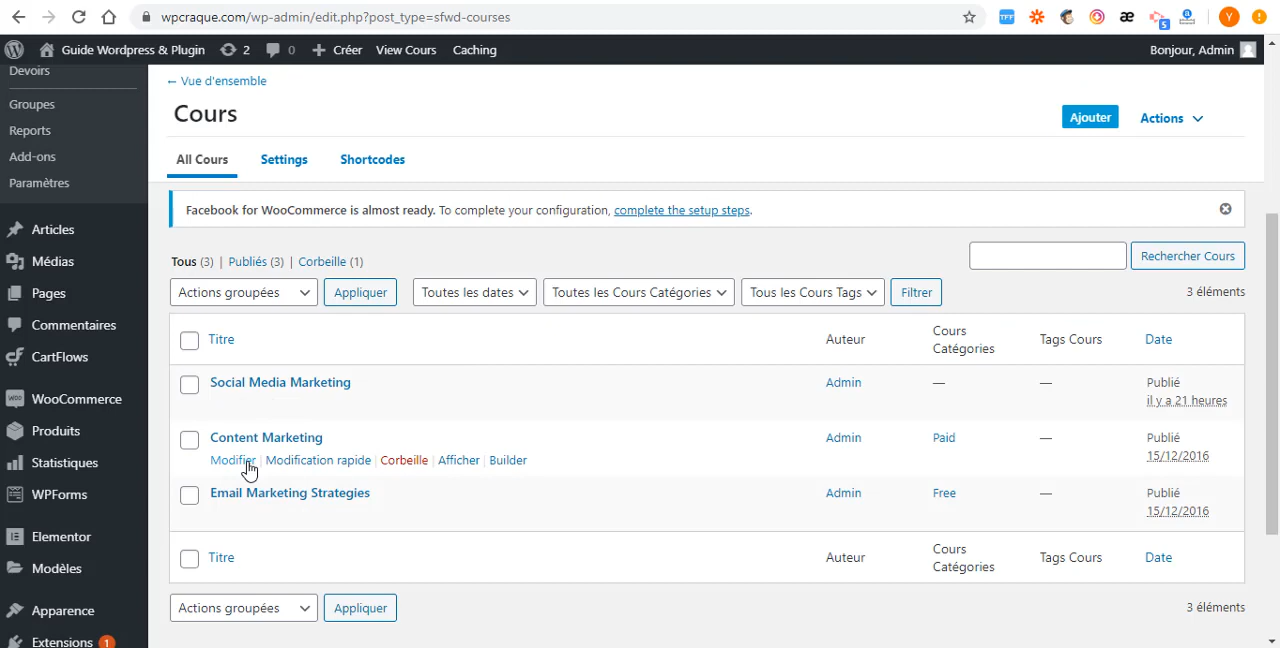 wpcraque.com/wp-admin/edit.php?post_type=sfwd-courses
TFF
æ
5
Y
Guide Wordpress & Plugin 2 0 Créer View Cours Caching Bonjour, Admin
Devoirs
Groupes
Reports
Add-ons
Paramètres
Articles
Médias
Pages
Commentaires
CartFlows
WooCommerce
Produits
Statistiques
WPForms
Elementor
Modèles
Apparence
Extensions 1
← Vue d'ensemble
Cours
Ajouter Actions
All Cours Settings Shortcodes
Facebook for WooCommerce is almost ready. To complete your configuration, complete the setup steps.
Tous (3) | Publiés (3) | Corbeille (1)
Rechercher Cours
Actions groupées Appliquer Toutes les dates Toutes les Cours Catégories Tous les Cours Tags Filtrer 3 éléments
Titre Auteur Cours Catégories Tags Cours Date
Social Media Marketing Admin — — Publié
il y a 21 heures
Content Marketing Admin Paid — Publié
15/12/2016
Modifier | Modification rapide | Corbeille | Afficher | Builder
Email Marketing Strategies Admin Free — Publié
15/12/2016
Titre Auteur Cours Catégories Tags Cours Date
Actions groupées Appliquer 3 éléments